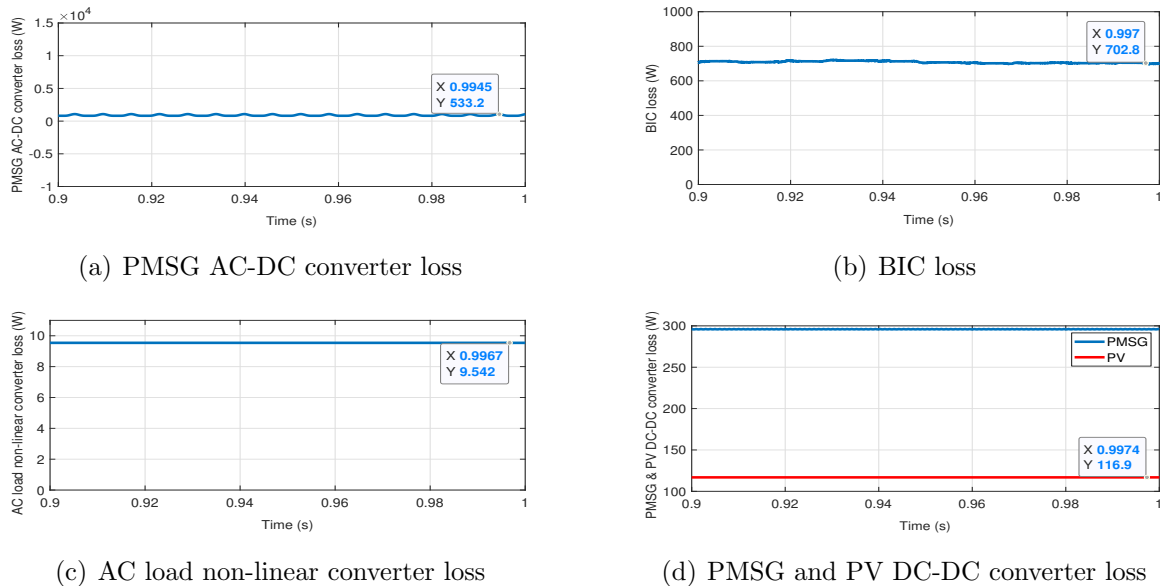 ×10⁴
1.5
1
0.5
0
-0.5
-1
PMSG AC-DC converter loss (W)
X 0.9945
Y 533.2
0.9 0.92 0.94 0.96 0.98 1
Time (s)
(a) PMSG AC-DC converter loss
1000
800
600
400
200
0
BIC loss (W)
X 0.997
Y 702.8
0.9 0.92 0.94 0.96 0.98 1
Time (s)
(b) BIC loss
10
8
6
4
2
0
AC load non-linear converter loss (W)
X 0.9967
Y 9.542
0.9 0.92 0.94 0.96 0.98 1
Time (s)
(c) AC load non-linear converter loss
300
250
200
150
100
PMSG & PV DC-DC converter loss (W)
PMSG
PV
X 0.9974
Y 116.9
0.9 0.92 0.94 0.96 0.98 1
Time (s)
(d) PMSG and PV DC-DC converter loss